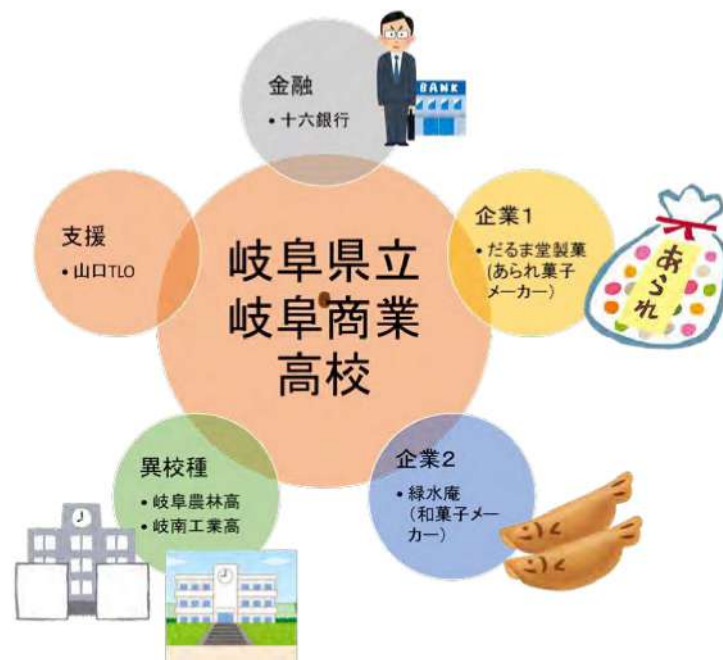 金融
• 十六銀行
BANK
支援
• 山口TLO
岐阜県立
岐阜商業
高校
企業1
• だるま堂製菓
(あられ菓子
メーカー)
あられ
異校種
• 岐阜農林高
• 岐南工業高
企業2
• 緑水庵
(和菓子メー
カー)